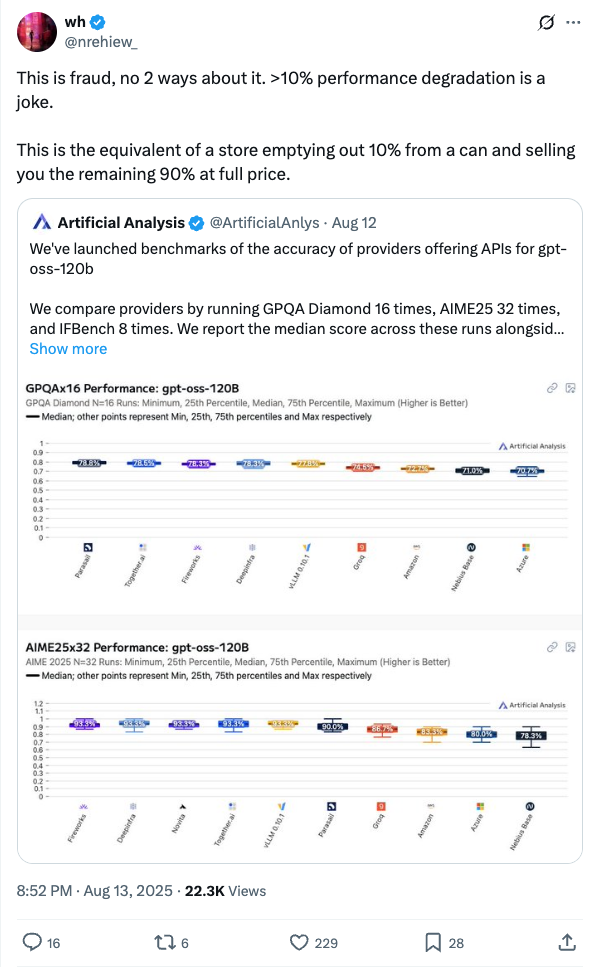 wh
@nrehiew_
This is fraud, no 2 ways about it. >10% performance degradation is a
joke.
This is the equivalent of a store emptying out 10% from a can and selling
you the remaining 90% at full price.
Artificial Analysis @ArtificialAnlys · Aug 12
We've launched benchmarks of the accuracy of providers offering APIs for gpt-
oss-120b
We compare providers by running GPQA Diamond 16 times, AIME25 32 times,
and IFBench 8 times. We report the median score across these runs alongsid...
Show more
GPQAx16 Performance: gpt-oss-120B
GPQA Diamond N=16 Runs: Minimum, 25th Percentile, Median, 75th Percentile, Maximum (Higher is Better)
Median; other points represent Min, 25th, 75th percentiles and Max respectively
Artificial Analysis
1
0.9
0.8
0.7
0.6
0.5
0.4
0.3
0.2
0.1
0
78.8% 78.5% 78.3% 78.3% 77.8% 74.5% 72.7% 71.0% 70.7%
Parasail
Together.ai
Fireworks
Deepinfra
vLLM 0.10.1
Groq
Amazon
Nebius Base
Azure
AIME25x32 Performance: gpt-oss-120B
AIME 2025 N=32 Runs: Minimum, 25th Percentile, Median, 75th Percentile, Maximum (Higher is Better)
Median; other points represent Min, 25th, 75th percentiles and Max respectively
Artificial Analysis
1.2
1.1
1
0.9
0.8
0.7
0.6
0.5
0.4
0.3
0.2
0.1
0
93.3% 93.3% 93.3% 93.3% 93.3% 90.0% 86.7% 83.3% 80.0% 78.3%
Fireworks
Deepinfra
Novita
Together.ai
vLLM 0.10.1
Parasail
Groq
Amazon
Azure
Nebius Base
8:52 PM · Aug 13, 2025 · 22.3K Views
16
6
229
28